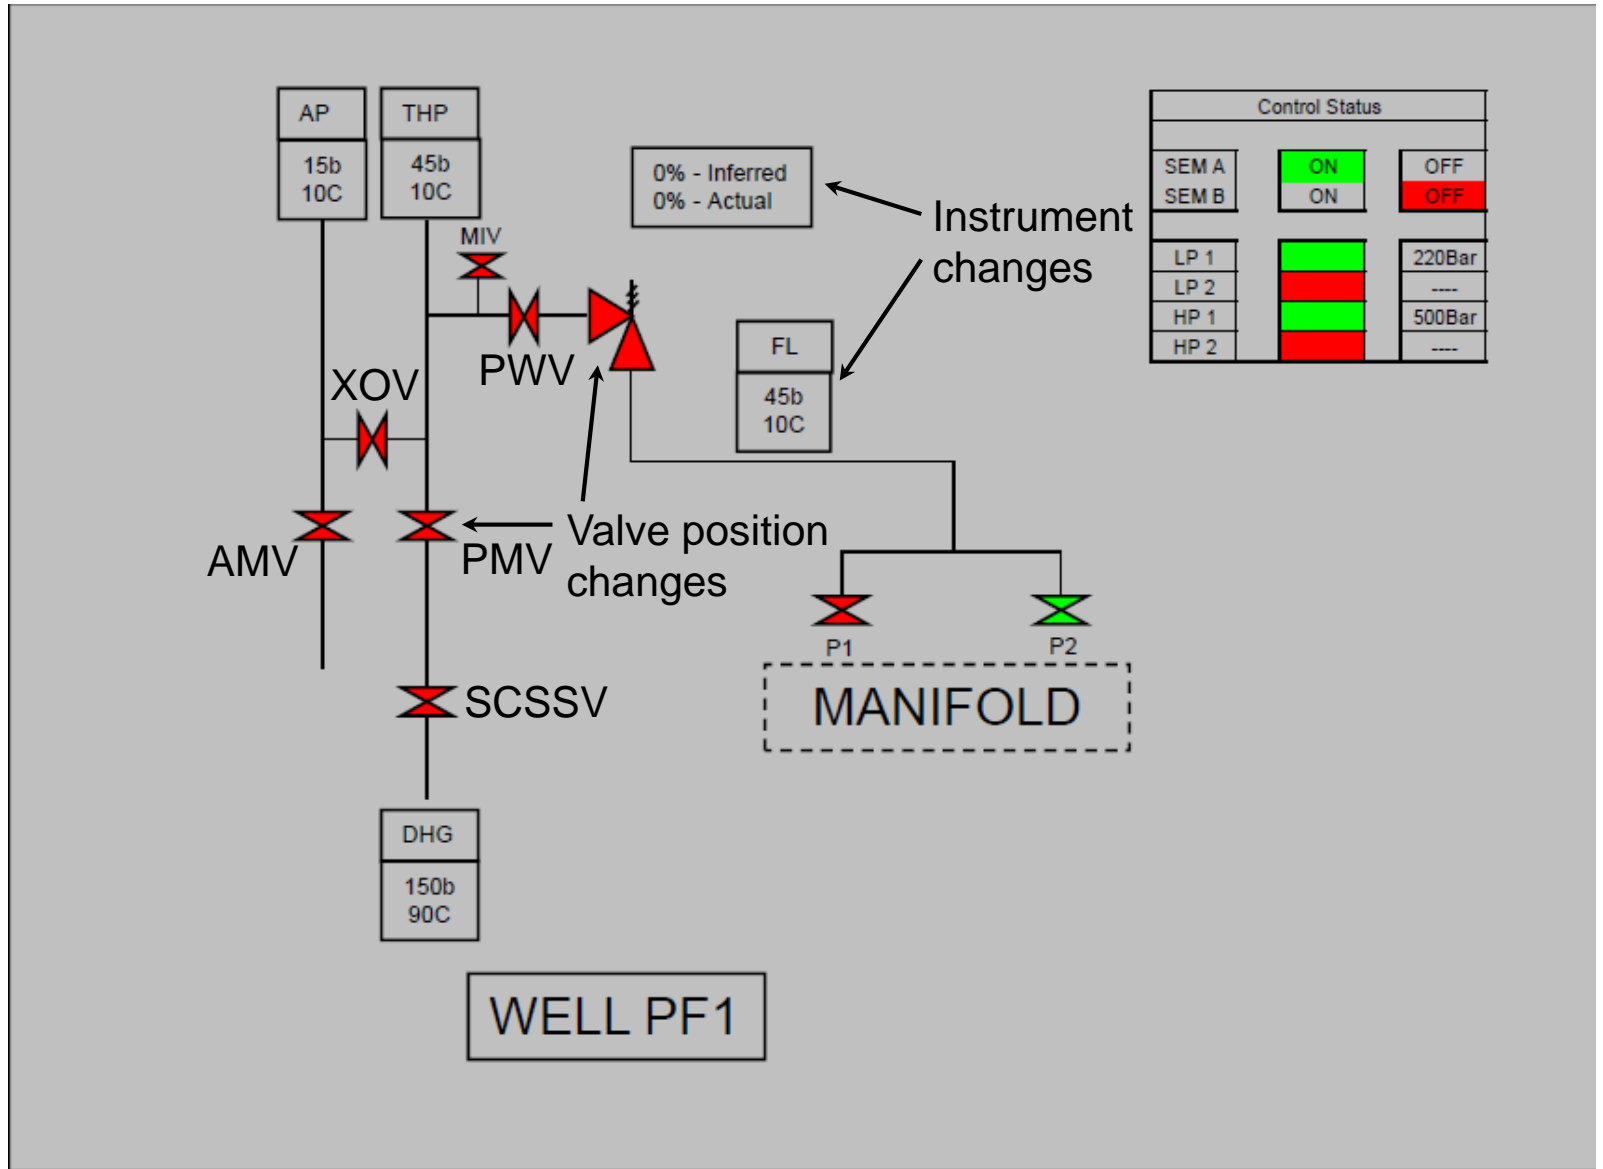 AP
15b
10C
THP
45b
10C
MIV
0% - Inferred
0% - Actual
Instrument
changes
Control Status
SEM A ON OFF
SEM B ON OFF
LP 1 220Bar
LP 2 ----
HP 1 500Bar
HP 2 ----
PWV
XOV
FL
45b
10C
Valve position
changes
AMV
PMV
P1
P2
MANIFOLD
SCSSV
DHG
150b
90C
WELL PF1